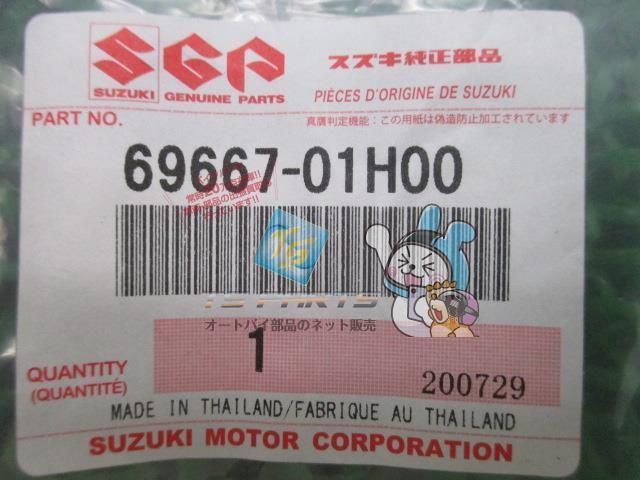 SGP
スズキ純正部品
SUZUKI
GENUINE PARTS
PIÈCES D'ORIGINE DE SUZUKI
PART NO.
真贋判定機能：この用紙は偽造防止加工されています
69667-01H00
オートバイ部品のネット販売
QUANTITY
(QUANTITÉ)
1
200729
MADE IN THAILAND/FABRIQUE AU THAILAND
SUZUKI MOTOR CORPORATION